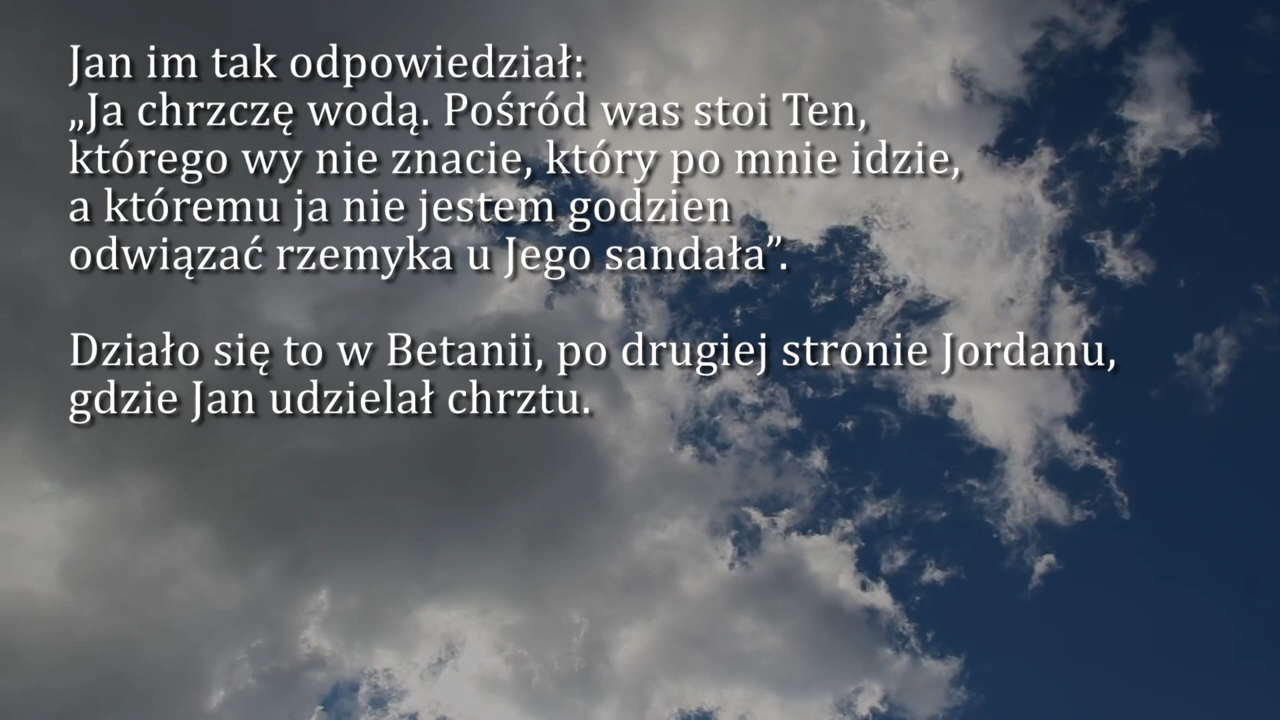 Jan im tak odpowiedział:
„Ja chrzczę wodą. Pośród was stoi Ten,
którego wy nie znacie, który po mnie idzie,
a któremu ja nie jestem godzien
odwiązać rzemyka u Jego sandała”.
Działo się to w Betanii, po drugiej stronie Jordanu,
gdzie Jan udzielał chrztu.